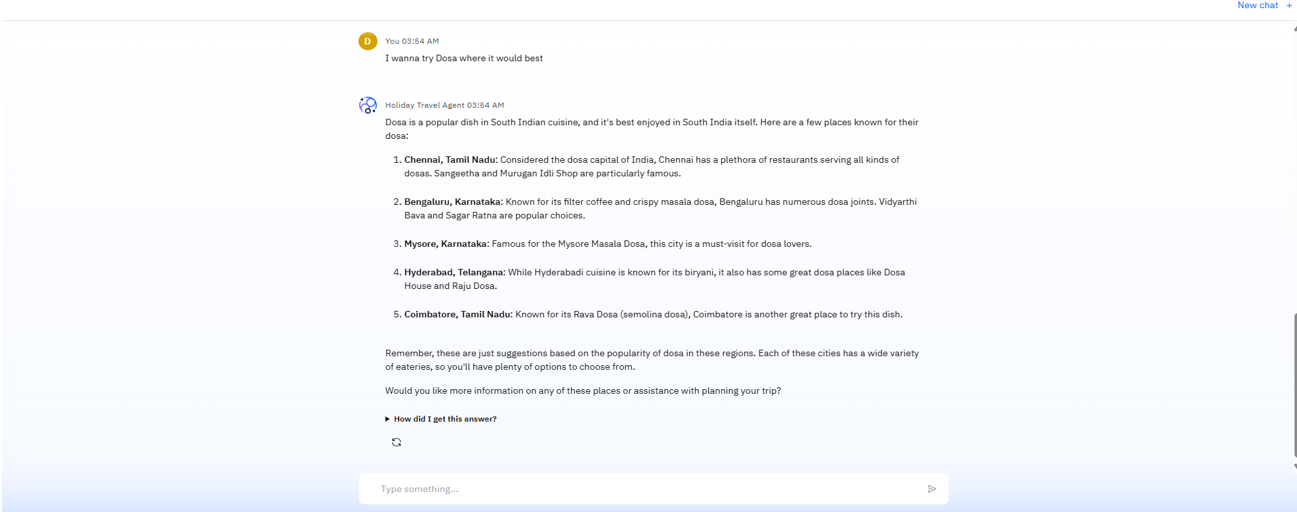 New chat +
D
You 03:54 AM
I wanna try Dosa where it would best
Holiday Travel Agent 03:54 AM
Dosa is a popular dish in South Indian cuisine, and it's best enjoyed in South India itself. Here are a few places known for their
dosa:
1. Chennai, Tamil Nadu: Considered the dosa capital of India, Chennai has a plethora of restaurants serving all kinds of
dosas. Sangeetha and Murugan Idli Shop are particularly famous.
2. Bengaluru, Karnataka: Known for its filter coffee and crispy masala dosa, Bengaluru has numerous dosa joints. Vidyarthi
Bava and Sagar Ratna are popular choices.
3. Mysore, Karnataka: Famous for the Mysore Masala Dosa, this city is a must-visit for dosa lovers.
4. Hyderabad, Telangana: While Hyderabadi cuisine is known for its biryani, it also has some great dosa places like Dosa
House and Raju Dosa.
5. Coimbatore, Tamil Nadu: Known for its Rava Dosa (semolina dosa), Coimbatore is another great place to try this dish.
Remember, these are just suggestions based on the popularity of dosa in these regions. Each of these cities has a wide variety
of eateries, so you'll have plenty of options to choose from.
Would you like more information on any of these places or assistance with planning your trip?
How did I get this answer?
Type something...